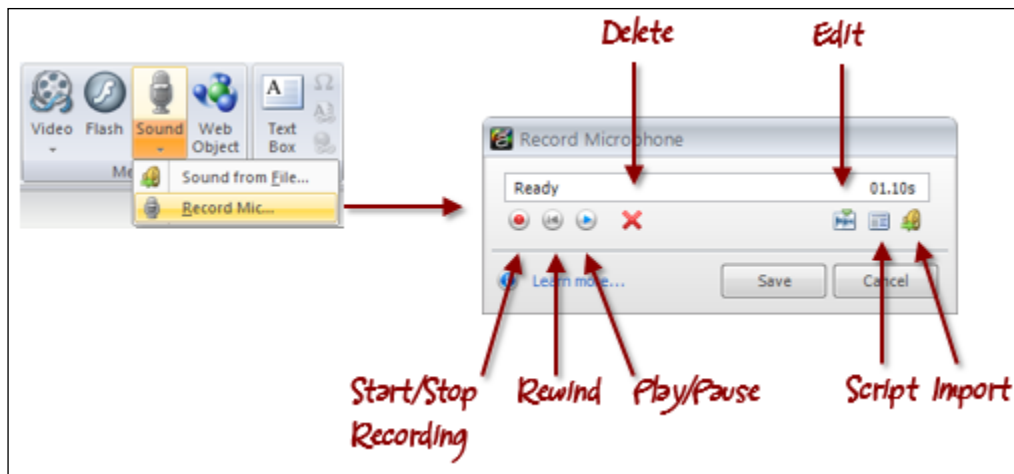 Delete
Edit
Video
Flash
Sound
Web
Object
Text
Box
A
Ω
Me
Sound from File...
Record Mic...
Record Microphone
Ready
01.10s
Learn more...
Save
Cancel
Start/Stop
Recording
Rewind
Play/Pause
Script
Import